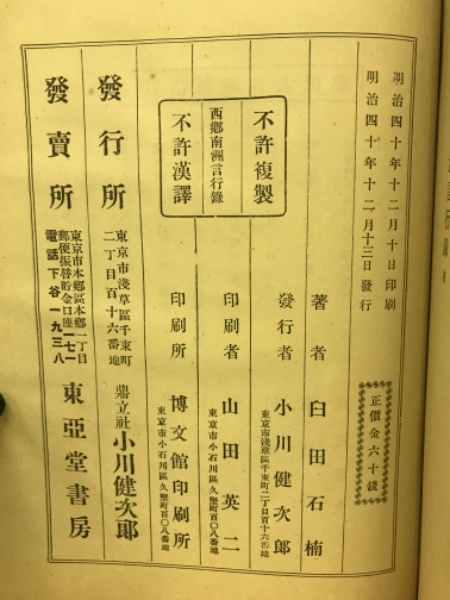 明治四十年十二月十日印刷
明治四十年十二月十三日發行
正價金六十錢
不許複製
西鄕南洲言行錄
不許漢譯
著者 臼田石楠
發行者 小川健次郎
東京市淺草區千束町二丁目百十六番地
印刷者 山田英二
東京市小石川區久堅町百〇八番地
印刷所 博文館印刷所
東京市小石川區久堅町百〇八番地
發行所
東京市淺草區千束町
二丁目百十六番地
鼎立社 小川健次郎
發賣所
東京市本鄕區本鄕一丁目
郵便振替貯金口座一七一
電話下谷一九三八
東亞堂書房